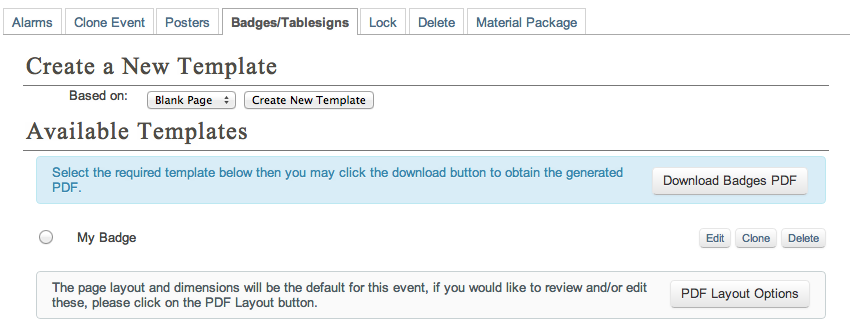 Alarms Clone Event Posters Badges/Tablesigns Lock Delete Material Package
Create a New Template
Based on: Blank Page Create New Template
Available Templates
Select the required template below then you may click the download button to obtain the generated
PDF.
Download Badges PDF
My Badge Edit Clone Delete
The page layout and dimensions will be the default for this event, if you would like to review and/or edit
these, please click on the PDF Layout button.
PDF Layout Options